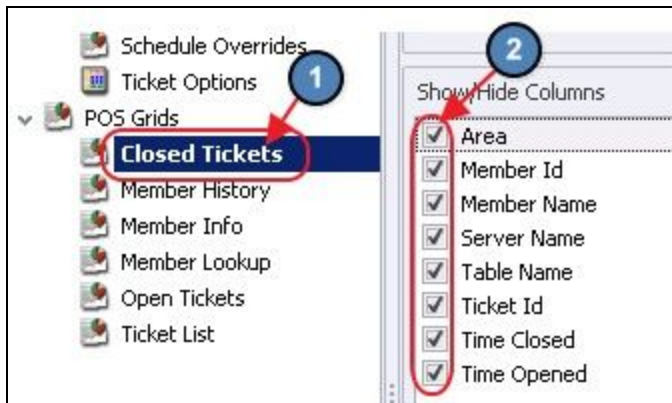 Schedule Overrides
Ticket Options
1
POS Grids
Closed Tickets
Member History
Member Info
Member Lookup
Open Tickets
Ticket List
2
Show/Hide Columns
Area
Member Id
Member Name
Server Name
Table Name
Ticket Id
Time Closed
Time Opened